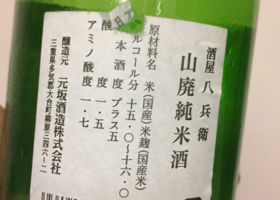 酒屋八兵衛
山廃純米酒
原材料名 米(国産)米麹(国産米)
アルコール分 十五・〇～十六・〇
日本酒度 プラス五
酸度 一・五
アミノ酸度 一・七
醸造元 元坂酒造株式会社
三重県多気郡大台町柳原三四六-二